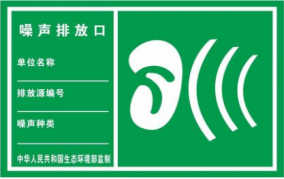 噪声排放口
单位名称
排放源编号
噪声种类
中华人民共和国生态环境部监制